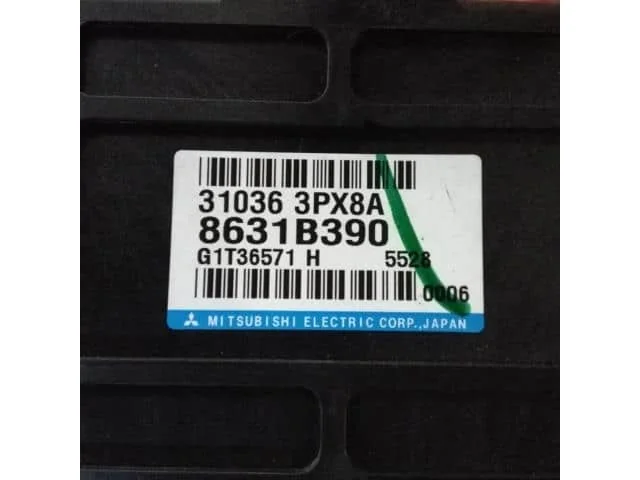 31036 3PX8A
8631B390
G1T36571 H 5528
0006
MITSUBISHI ELECTRIC CORP.,JAPAN